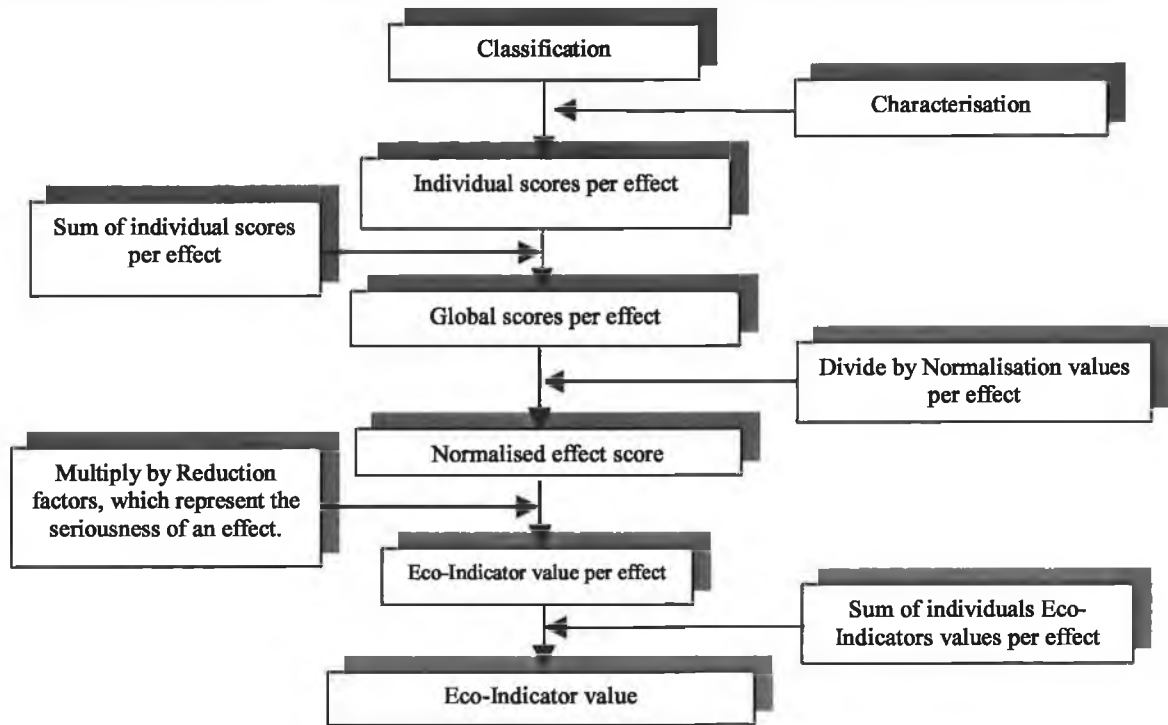 Classification
Characterisation
Individual scores per effect
Sum of individual scores
per effect
Global scores per effect
Divide by Normalisation values
per effect
Normalised effect score
Multiply by Reduction
factors, which represent the
seriousness of an effect.
Eco-Indicator value per effect
Sum of individuals Eco-
Indicators values per effect
Eco-Indicator value